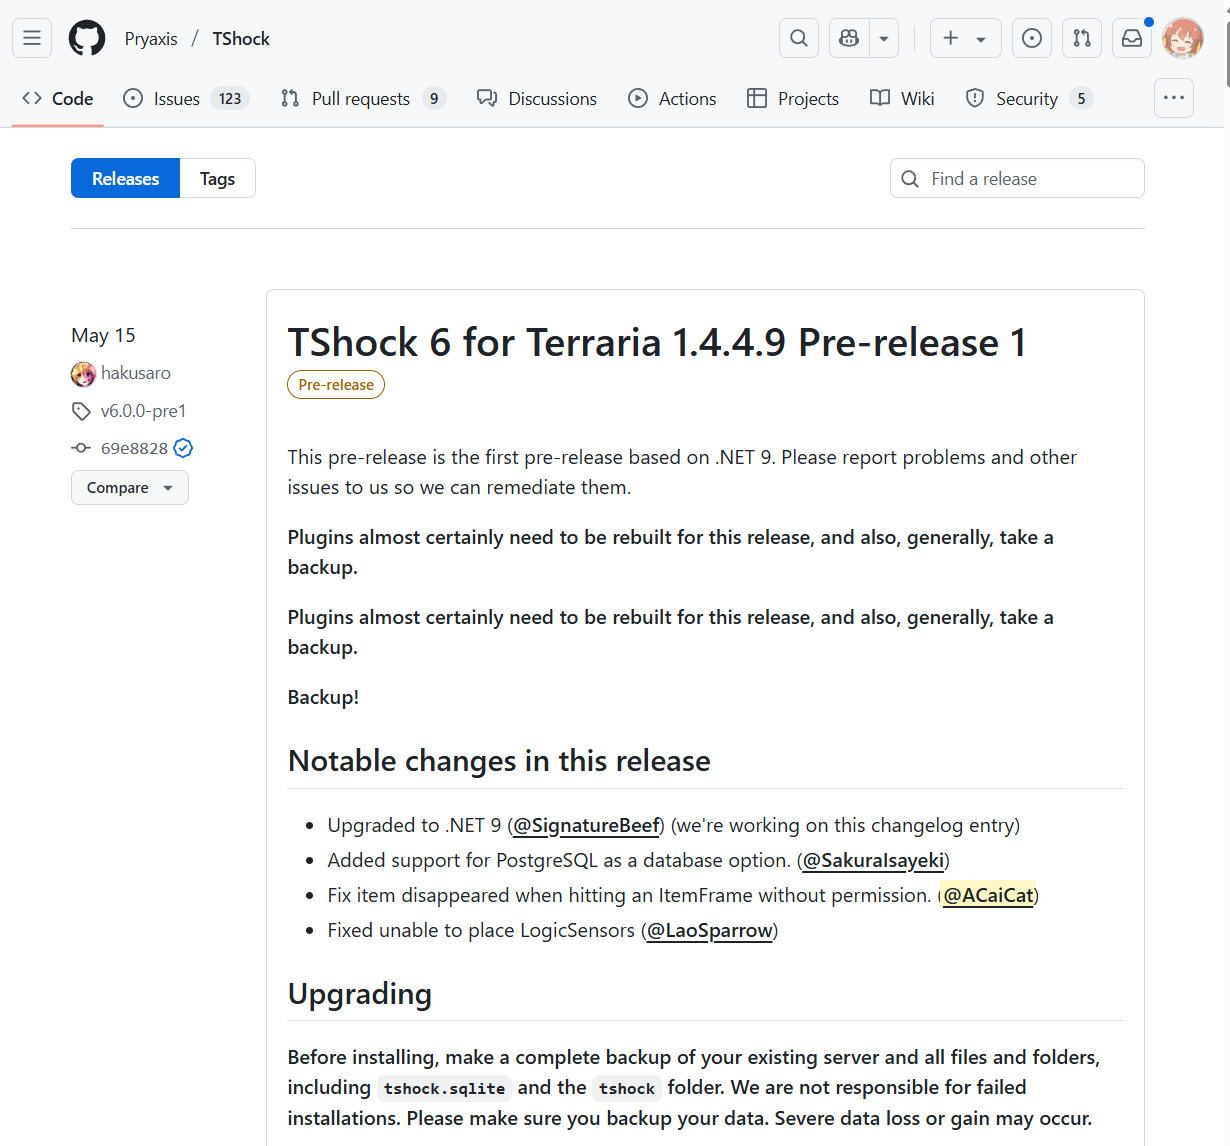 Pryaxis / TShock
Code Issues 123 Pull requests 9 Discussions Actions Projects Wiki Security 5
Releases Tags Find a release
May 15
hakusaro
v6.0.0-pre1
69e8828
Compare
TShock 6 for Terraria 1.4.4.9 Pre-release 1
Pre-release
This pre-release is the first pre-release based on .NET 9. Please report problems and other
issues to us so we can remediate them.
Plugins almost certainly need to be rebuilt for this release, and also, generally, take a
backup.
Plugins almost certainly need to be rebuilt for this release, and also, generally, take a
backup.
Backup!
Notable changes in this release
• Upgraded to .NET 9 (@SignatureBeef) (we're working on this changelog entry)
• Added support for PostgreSQL as a database option. (@SakuraIsayeki)
• Fix item disappeared when hitting an ItemFrame without permission. (@ACaiCat)
• Fixed unable to place LogicSensors (@LaoSparrow)
Upgrading
Before installing, make a complete backup of your existing server and all files and folders,
including tshock.sqlite and the tshock folder. We are not responsible for failed
installations. Please make sure you backup your data. Severe data loss or gain may occur.